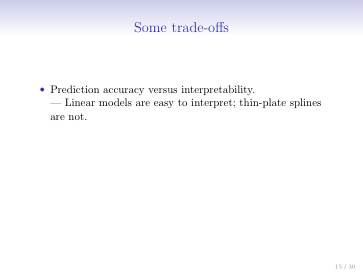 Some trade-offs
• Prediction accuracy versus interpretability.
— Linear models are easy to interpret; thin-plate splines
are not.
15 / 30